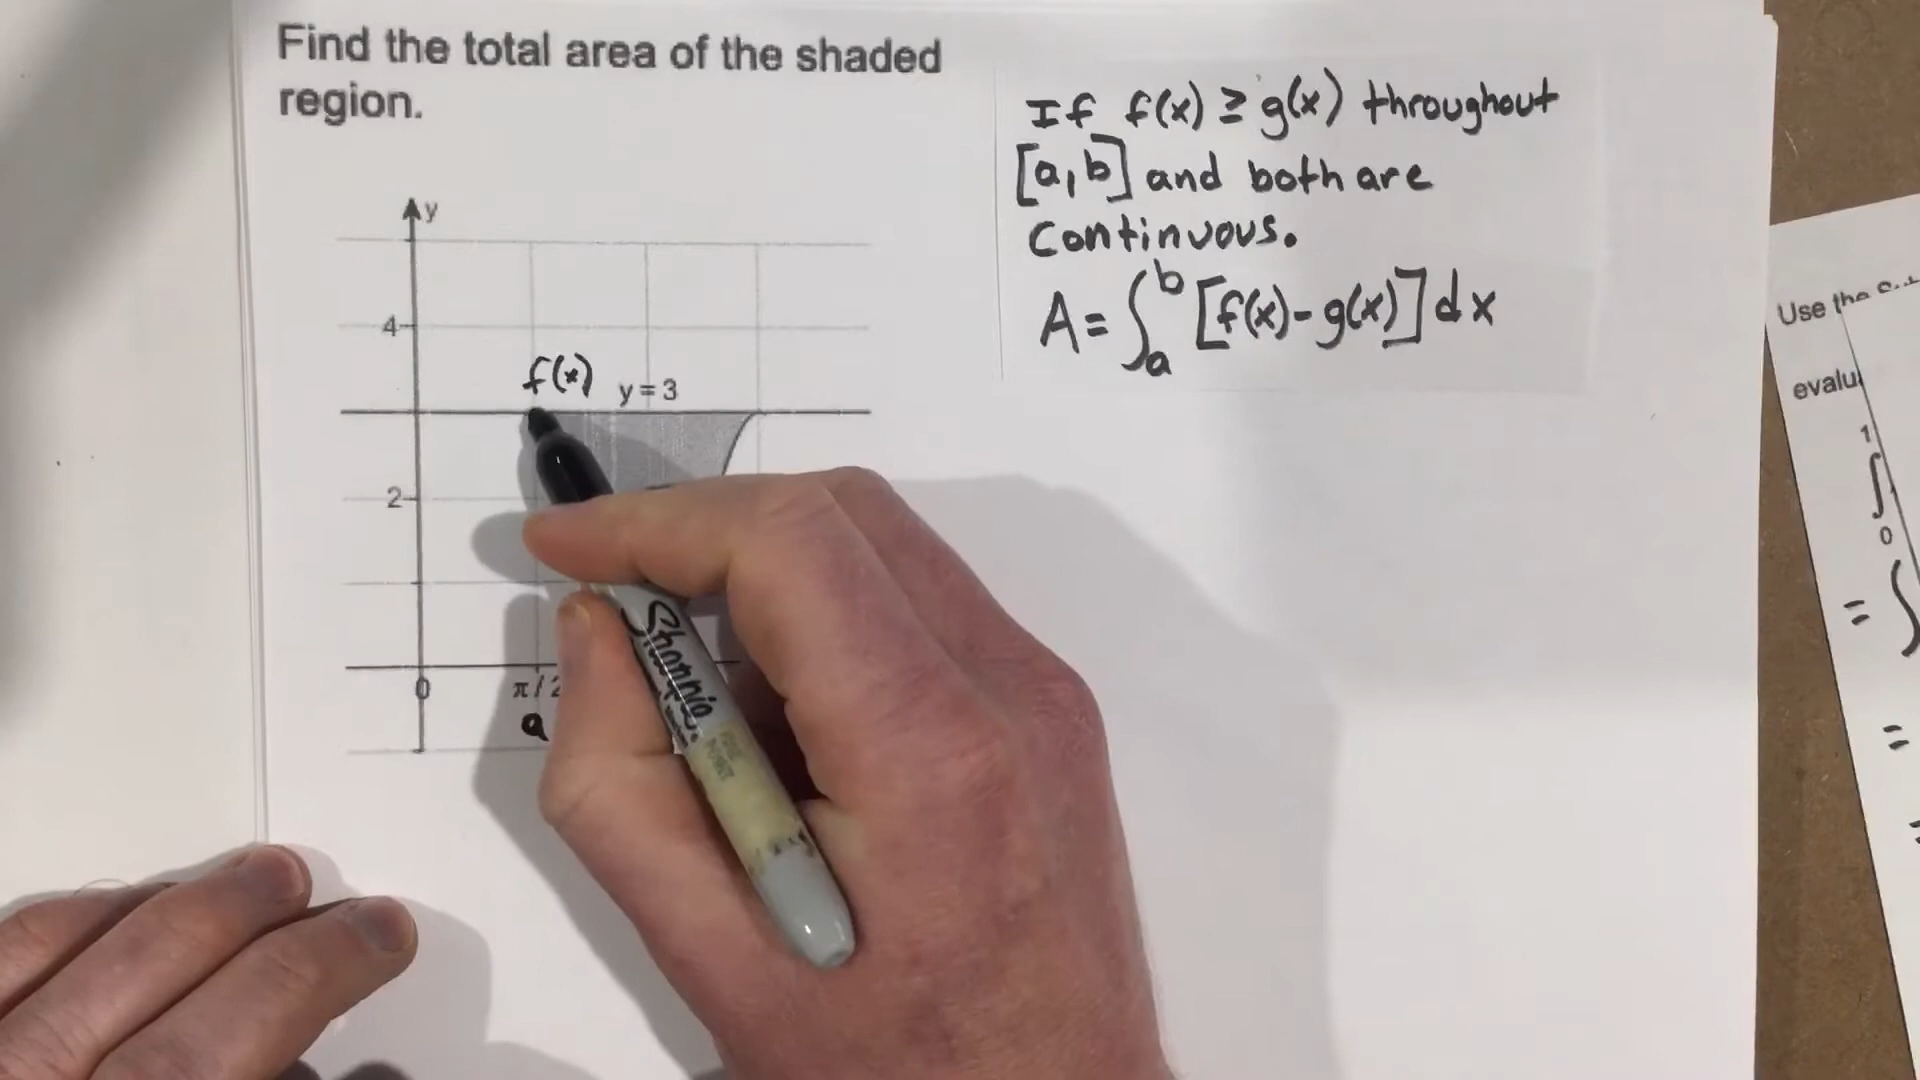 Find the total area of the shaded
region.
If f(x) ≥ g(x) throughout
[a,b] and both are
continuous.
A = ∫ₐᵇ [f(x) - g(x)] dx
y
4
f(x)
y = 3
2
0
π/2
a
Sharpie
Use the
evalu
1
∫
0
= ∫
=